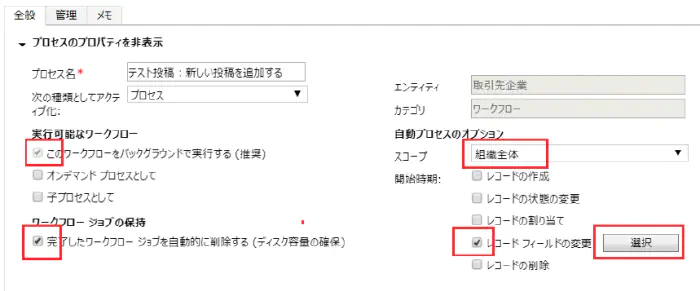 全般 管理 メモ
プロセスのプロパティを非表示
プロセス名* テスト投稿：新しい投稿を追加する
次の種類としてアクティブ化: プロセス
実行可能なワークフロー
このワークフローをバックグラウンドで実行する (推奨)
オンデマンド プロセスとして
子プロセスとして
ワークフロー ジョブの保持
完了したワークフロー ジョブを自動的に削除する (ディスク容量の確保)
エンティティ 取引先企業
カテゴリ ワークフロー
自動プロセスのオプション
スコープ 組織全体
開始時期: レコードの作成
レコードの状態の変更
レコードの割り当て
レコード フィールドの変更 選択
レコードの削除